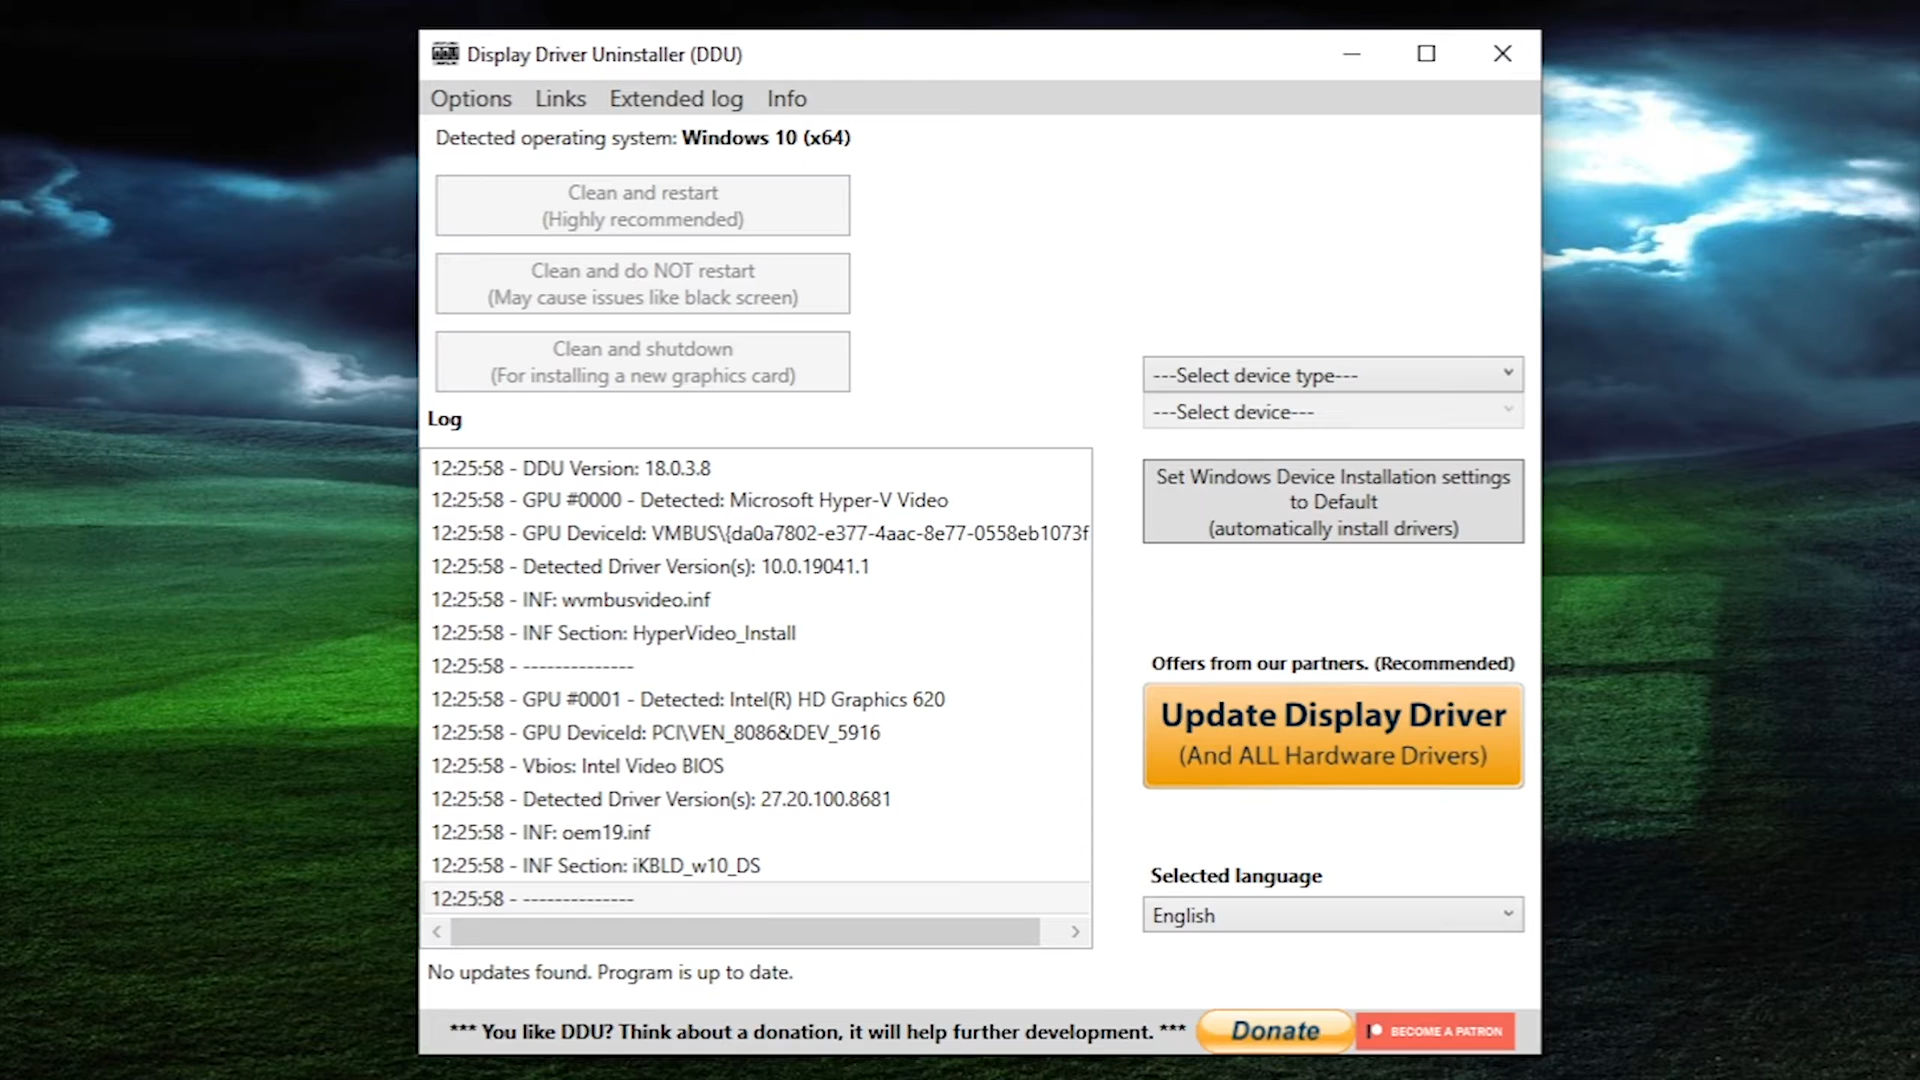 DDU
Display Driver Uninstaller (DDU)
Options Links Extended log Info
Detected operating system: Windows 10 (x64)
Clean and restart
(Highly recommended)
Clean and do NOT restart
(May cause issues like black screen)
Clean and shutdown
(For installing a new graphics card)
Log
12:25:58 - DDU Version: 18.0.3.8
12:25:58 - GPU #0000 - Detected: Microsoft Hyper-V Video
12:25:58 - GPU DeviceId: VMBUS\{da0a7802-e377-4aac-8e77-0558eb1073f
12:25:58 - Detected Driver Version(s): 10.0.19041.1
12:25:58 - INF: wvmbusvideo.inf
12:25:58 - INF Section: HyperVideo_Install
12:25:58 - --------------
12:25:58 - GPU #0001 - Detected: Intel(R) HD Graphics 620
12:25:58 - GPU DeviceId: PCI\VEN_8086&DEV_5916
12:25:58 - Vbios: Intel Video BIOS
12:25:58 - Detected Driver Version(s): 27.20.100.8681
12:25:58 - INF: oem19.inf
12:25:58 - INF Section: iKBLD_w10_DS
12:25:58 - --------------
No updates found. Program is up to date.
---Select device type---
---Select device---
Set Windows Device Installation settings
to Default
(automatically install drivers)
Offers from our partners. (Recommended)
Update Display Driver
(And ALL Hardware Drivers)
Selected language
English
*** You like DDU? Think about a donation, it will help further development. ***
Donate
BECOME A PATRON